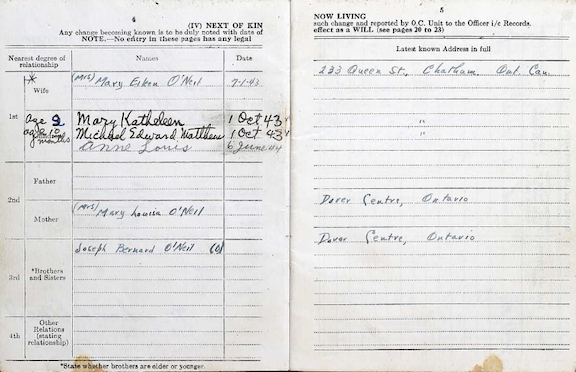 4
(IV) NEXT OF KIN
Any change becoming known is to be duly noted with date of
NOTE.—No entry in these pages has any legal
Nearest degree of relationship
Names
Date
* Wife
(Mrs) Mary Eileen O'Neil
7-1-43
1st
age 2 Mary Kathleen 1 Oct 43
age 10 months Michael Edward Matthew 1 Oct 43
Anne Louis 6 June 44
Father
2nd
Mother
(Mrs) Mary Louisa O'Neil
Joseph Bernard O'Neil (e)
3rd
*Brothers and Sisters
4th
Other Relations (stating relationship)
*State whether brothers are elder or younger.
5
NOW LIVING
such change and reported by O.C. Unit to the Officer i/c Records.
effect as a WILL (see pages 20 to 23)
Latest known Address in full
233 Queen St., Chatham, Ont. Can.
"
"
Dover Centre, Ontario
Dover Centre, Ontario